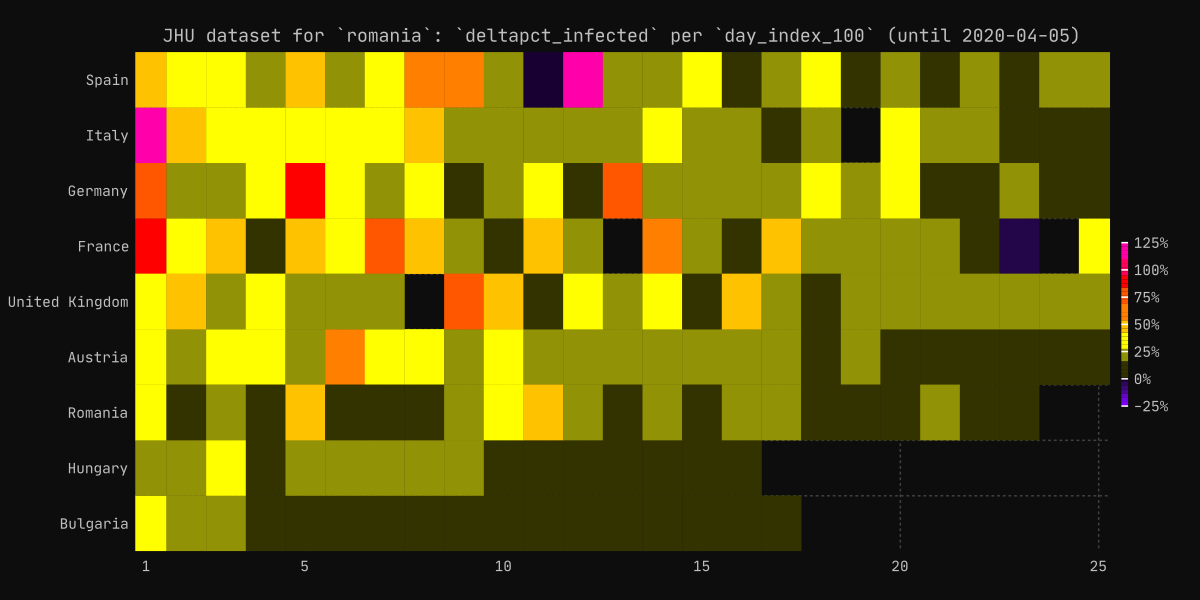 JHU dataset for `romania`: `deltapct_infected` per `day_index_100` (until 2020-04-05)
Spain
Italy
Germany
France
United Kingdom
Austria
Romania
Hungary
Bulgaria
1 5 10 15 20 25
125%
100%
75%
50%
25%
0%
-25%